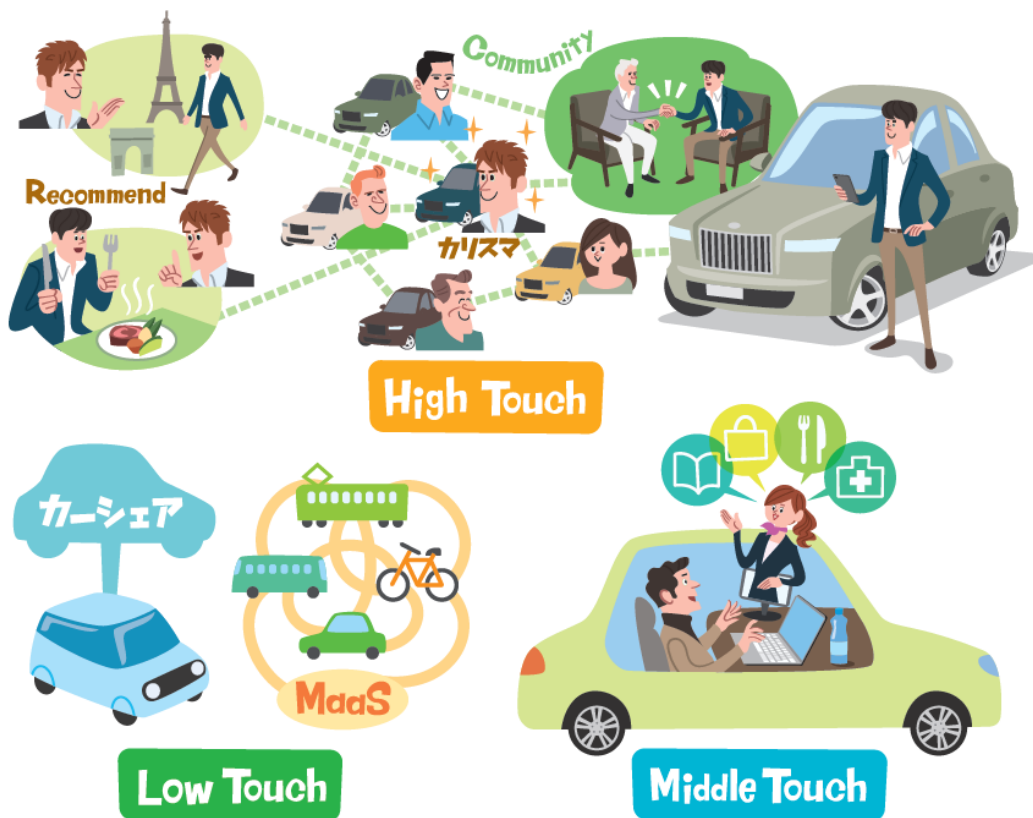 Community
Recommend
カリスマ
High Touch
カーシェア
MaaS
Low Touch
Middle Touch